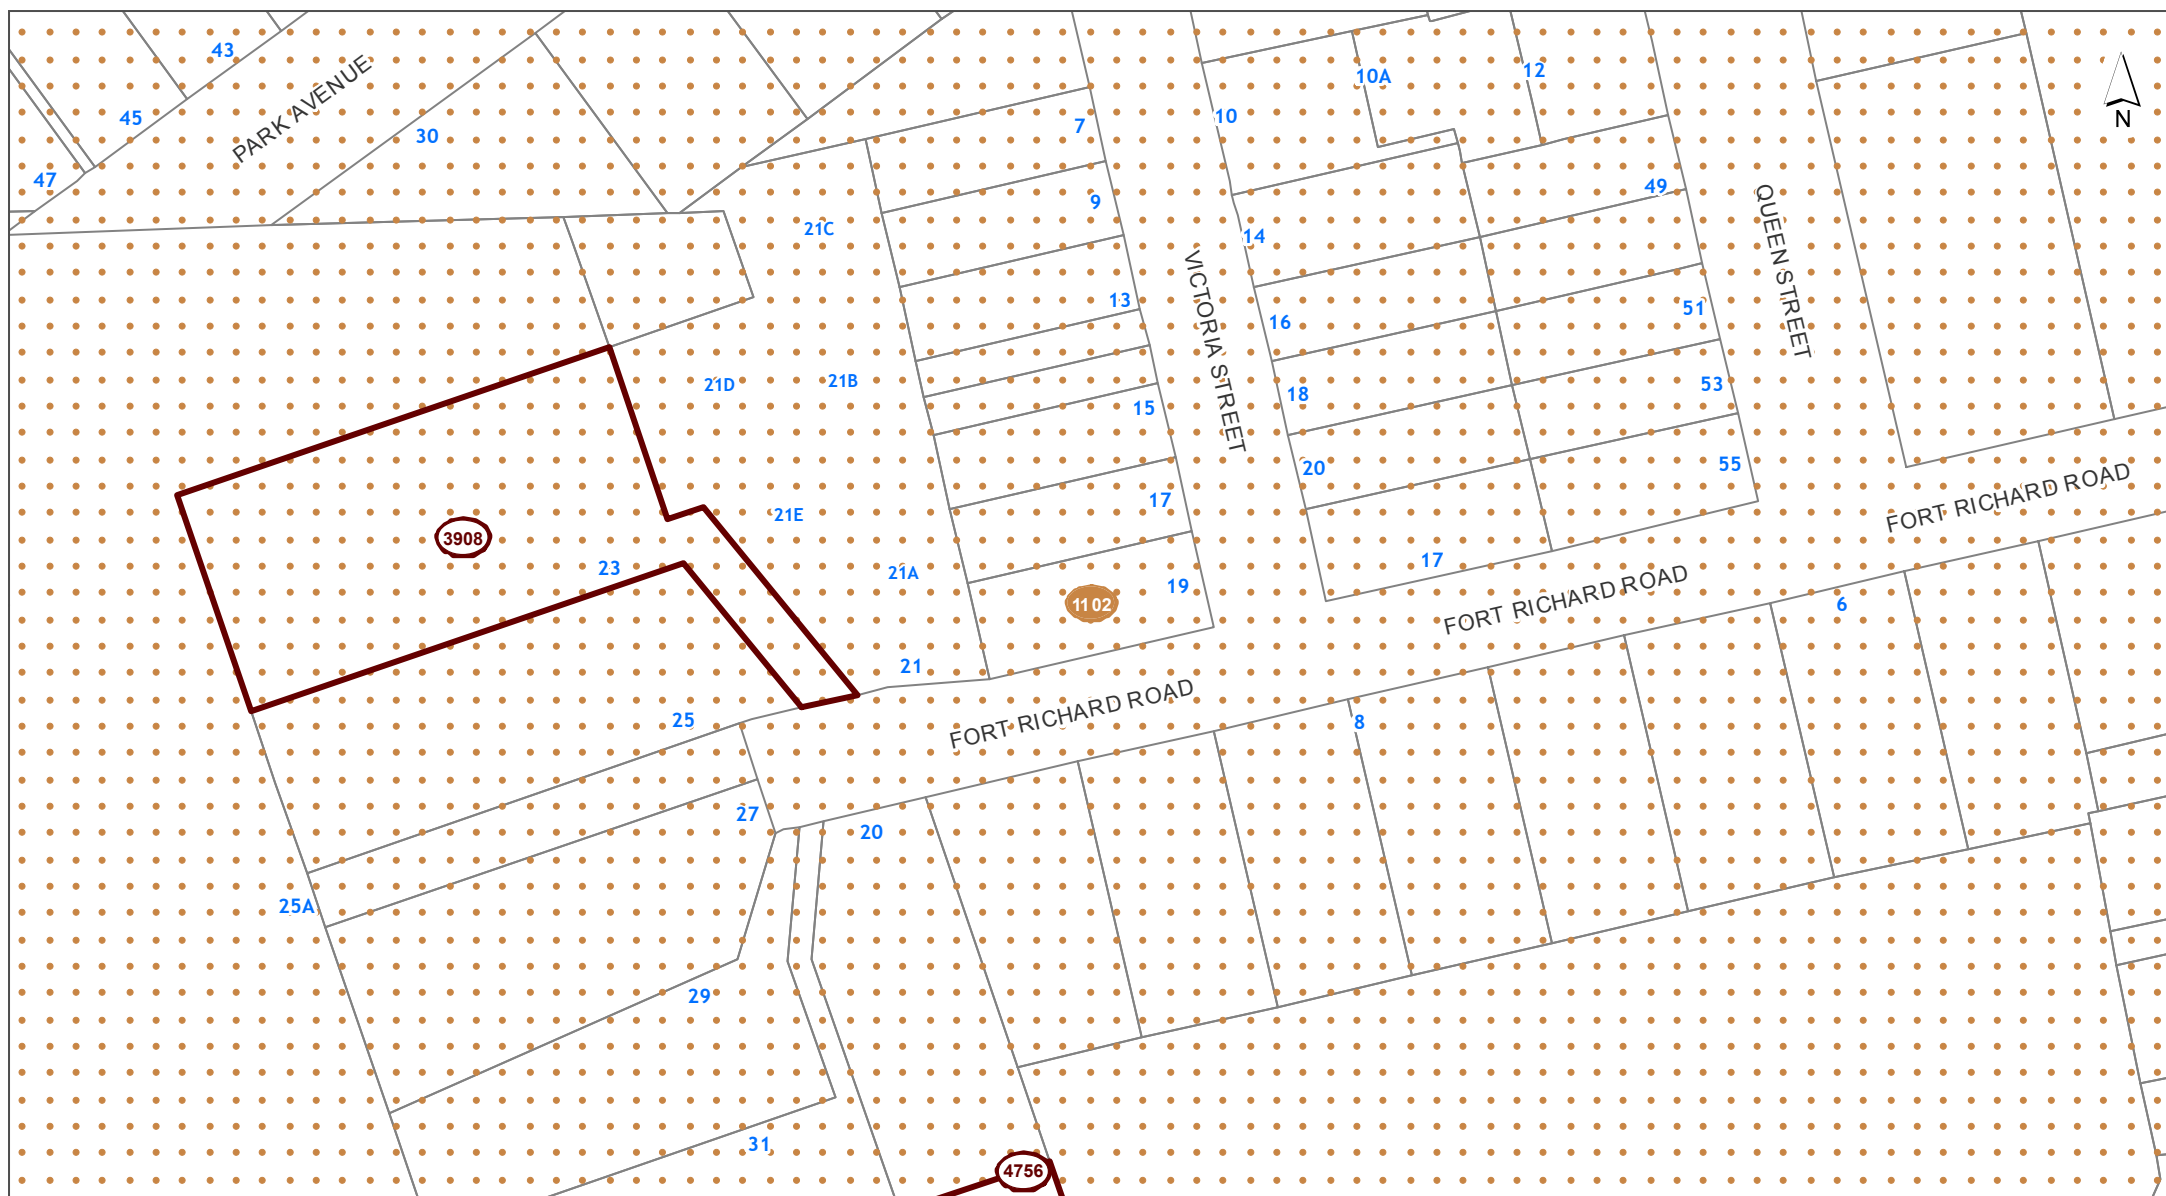 43
PARK AVENUE
45
30
47
10A
12
10
7
N
49
9
21C
14
QUEEN STREET
13
51
16
VICTORIA STREET
21D
21B
53
18
15
55
20
17
FORT RICHARD ROAD
21E
3908
23
21A
17
19
1102
FORT RICHARD ROAD
6
21
FORT RICHARD ROAD
25
8
27
20
25A
29
31
4756